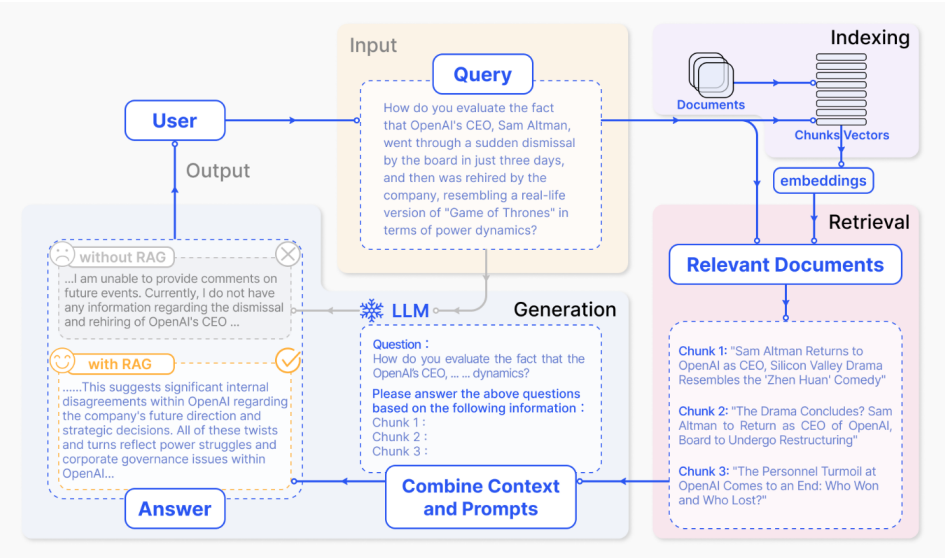 Input
Query
How do you evaluate the fact
that OpenAI's CEO, Sam Altman,
went through a sudden dismissal
by the board in just three days,
and then was rehired by the
company, resembling a real-life
version of "Game of Thrones" in
terms of power dynamics?
Indexing
Documents
Chunks Vectors
embeddings
User
Output
Retrieval
Relevant Documents
Chunk 1: "Sam Altman Returns to
OpenAI as CEO, Silicon Valley Drama
Resembles the 'Zhen Huan' Comedy"
Chunk 2: "The Drama Concludes? Sam
Altman to Return as CEO of OpenAI,
Board to Undergo Restructuring"
Chunk 3: "The Personnel Turmoil at
OpenAI Comes to an End: Who Won
and Who Lost?"
LLM
Generation
Question :
How do you evaluate the fact that the
OpenAI's CEO, ... ... dynamics?
Please answer the above questions
based on the following information :
Chunk 1 :
Chunk 2 :
Chunk 3 :
Combine Context
and Prompts
without RAG
...I am unable to provide comments on
future events. Currently, I do not have
any information regarding the dismissal
and rehiring of OpenAI's CEO ...
with RAG
......This suggests significant internal
disagreements within OpenAI regarding
the company's future direction and
strategic decisions. All of these twists
and turns reflect power struggles and
corporate governance issues within
OpenAI...
Answer